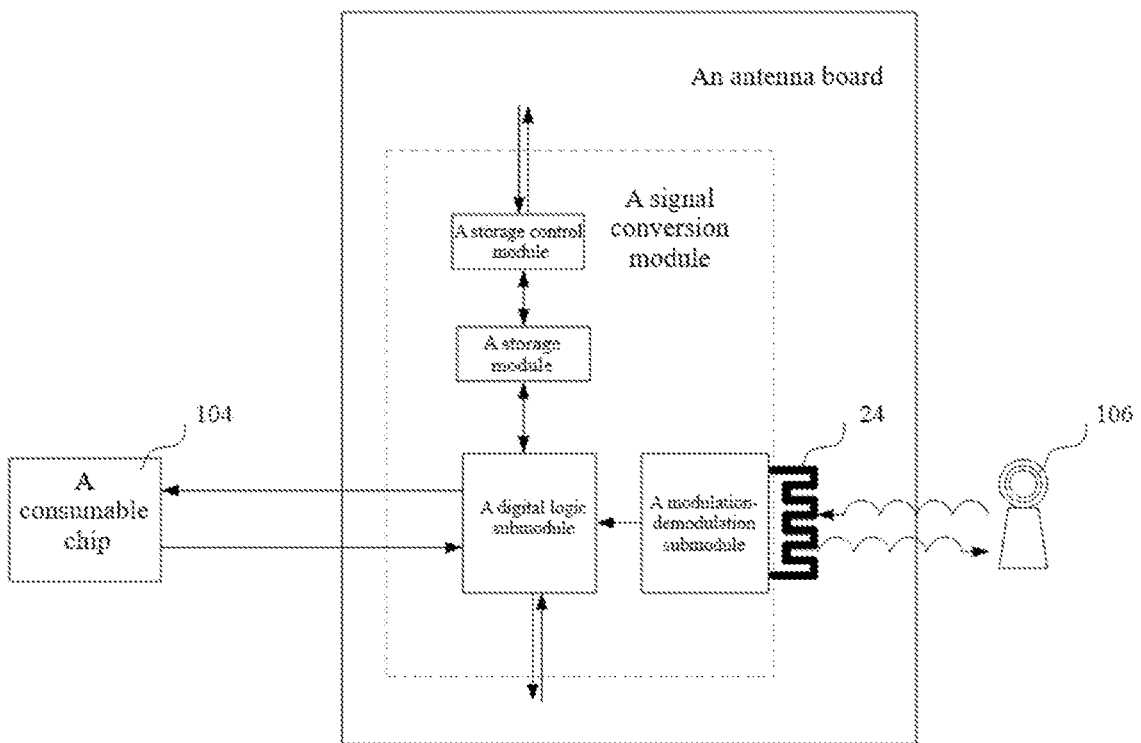 An antenna board
A signal
conversion
module
A storage control
module
A storage
module
104
A
consumable
chip
A digital logic
submodule
A modulation-
demodulation
submodule
24
106